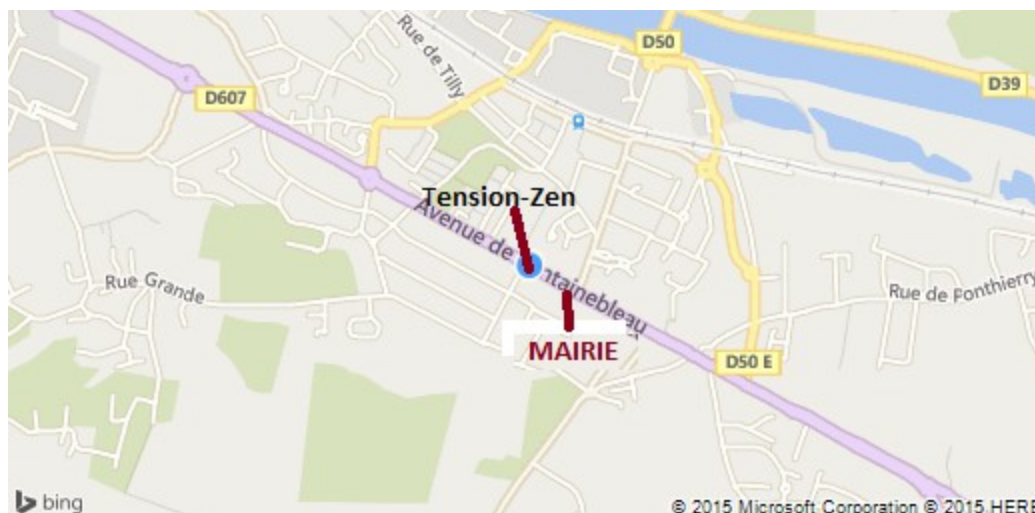 D50
Rue de Tilly
D39
D607
Tension-Zen
Avenue de Fontainebleau
Rue Grande
Rue de Ponthierry
MAIRIE
D50 E
bing
© 2015 Microsoft Corporation © 2015 HERE